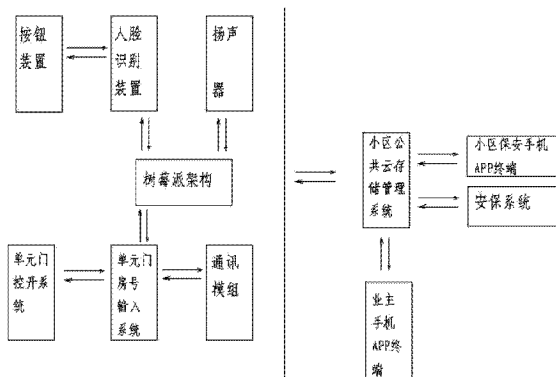 按钮
装置
人脸
识别
装置
扬声
器
树莓派架构
单元门
控开系
统
单元门
房号
输入
系统
通讯
模组
小区公
共云存
储管理
系统
小区保安手机
APP终端
安保系统
业主
手机
APP终
端